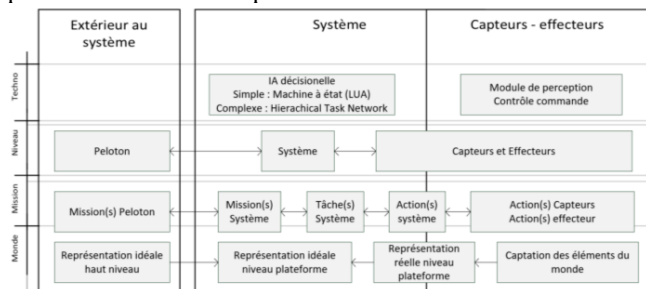 Extérieur au
système
Système
Capteurs - effecteurs
Techno
IA décisionelle
Simple : Machine à état (LUA)
Complexe : Hierachical Task Network
Module de perception
Contrôle commande
Niveau
Peloton
Système
Capteurs et Effecteurs
Mission
Mission(s) Peloton
Mission(s)
Système
Tâche(s)
Système
Action(s)
système
Action(s) Capteurs
Action(s) effecteur
Monde
Représentation idéale
haut niveau
Représentation idéale
niveau plateforme
Représentation
réelle niveau
plateforme
Captation des éléments du
monde